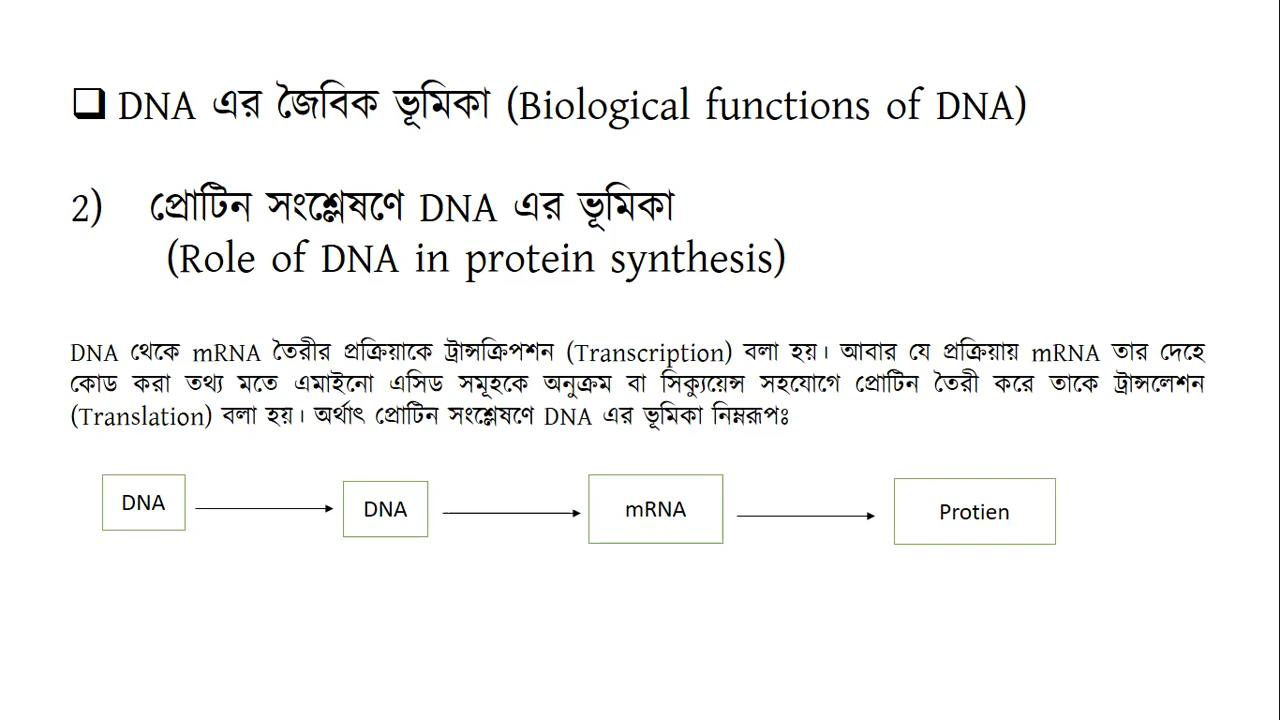 ❑ DNA এর জৈবিক ভূমিকা (Biological functions of DNA)
2) প্রোটিন সংশ্লেষণে DNA এর ভূমিকা
(Role of DNA in protein synthesis)
DNA থেকে mRNA তৈরীর প্রক্রিয়াকে ট্রান্সক্রিপশন (Transcription) বলা হয়। আবার যে প্রক্রিয়ায় mRNA তার দেহে
কোড করা তথ্য মতে এমাইনো এসিড সমূহকে অনুক্রম বা সিক্যুয়েন্স সহযোগে প্রোটিন তৈরী করে তাকে ট্রান্সলেশন
(Translation) বলা হয়। অর্থাৎ প্রোটিন সংশ্লেষণে DNA এর ভূমিকা নিম্নরূপঃ
DNA DNA mRNA Protien